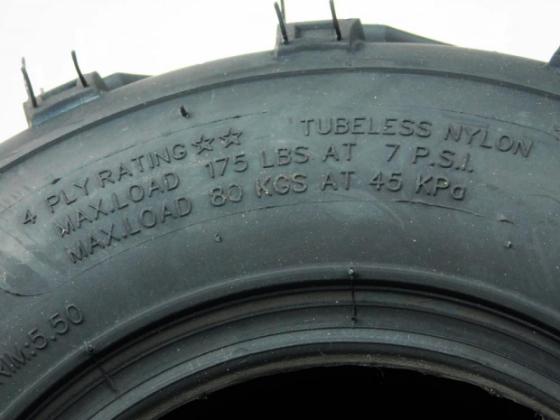 4 PLY RATING ☆☆ TUBELESS NYLON
MAX.LOAD 175 LBS AT 7 P.S.I.
MAX.LOAD 80 KGS AT 45 KPa
RIM:5.50